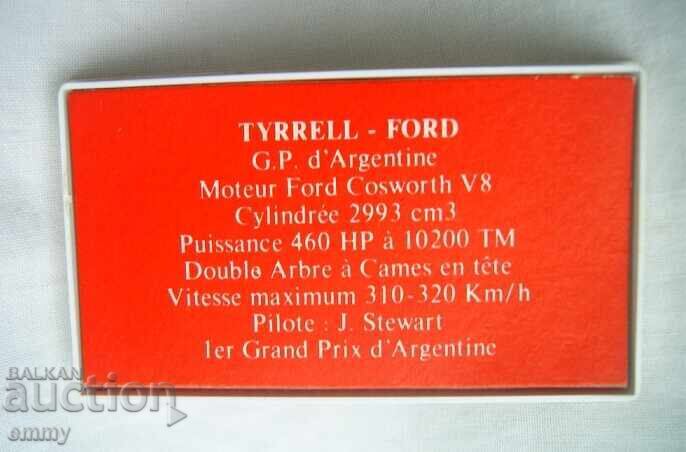 TYRRELL - FORD
G.P. d'Argentine
Moteur Ford Cosworth V8
Cylindrée 2993 cm3
Puissance 460 HP à 10200 TM
Double Arbre à Cames en tête
Vitesse maximum 310-320 Km/h
Pilote : J. Stewart
1er Grand Prix d'Argentine
BALKAN
auction
emmy